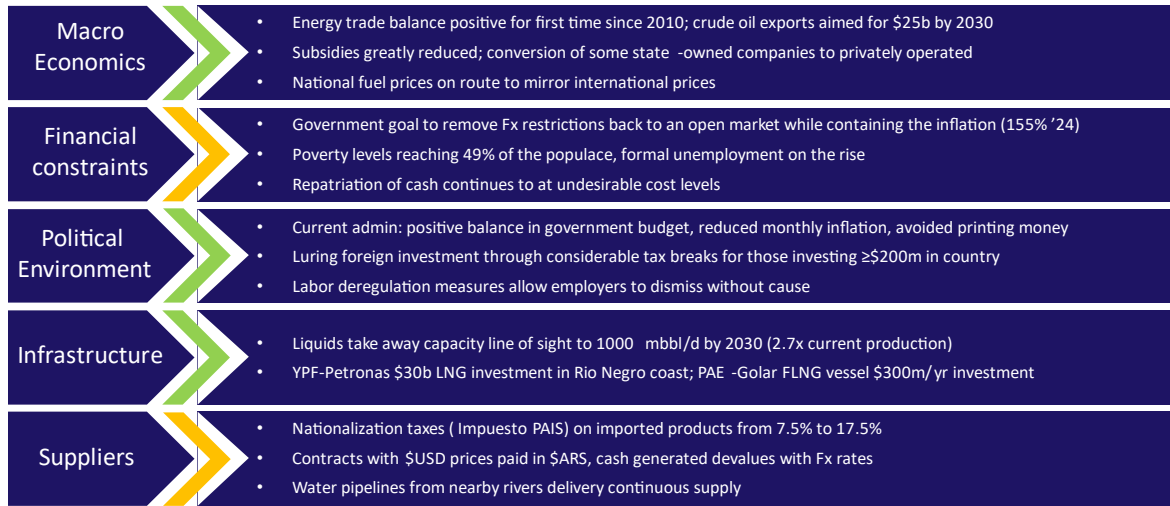 Macro
Economics
• Energy trade balance positive for first time since 2010; crude oil exports aimed for $25b by 2030
• Subsidies greatly reduced; conversion of some state -owned companies to privately operated
• National fuel prices on route to mirror international prices
Financial
constraints
• Government goal to remove Fx restrictions back to an open market while containing the inflation (155% ’24)
• Poverty levels reaching 49% of the populace, formal unemployment on the rise
• Repatriation of cash continues to at undesirable cost levels
Political
Environment
• Current admin: positive balance in government budget, reduced monthly inflation, avoided printing money
• Luring foreign investment through considerable tax breaks for those investing ≥$200m in country
• Labor deregulation measures allow employers to dismiss without cause
Infrastructure
• Liquids take away capacity line of sight to 1000 mbbl/d by 2030 (2.7x current production)
• YPF-Petronas $30b LNG investment in Rio Negro coast; PAE -Golar FLNG vessel $300m/yr investment
Suppliers
• Nationalization taxes ( Impuesto PAIS) on imported products from 7.5% to 17.5%
• Contracts with $USD prices paid in $ARS, cash generated devalues with Fx rates
• Water pipelines from nearby rivers delivery continuous supply